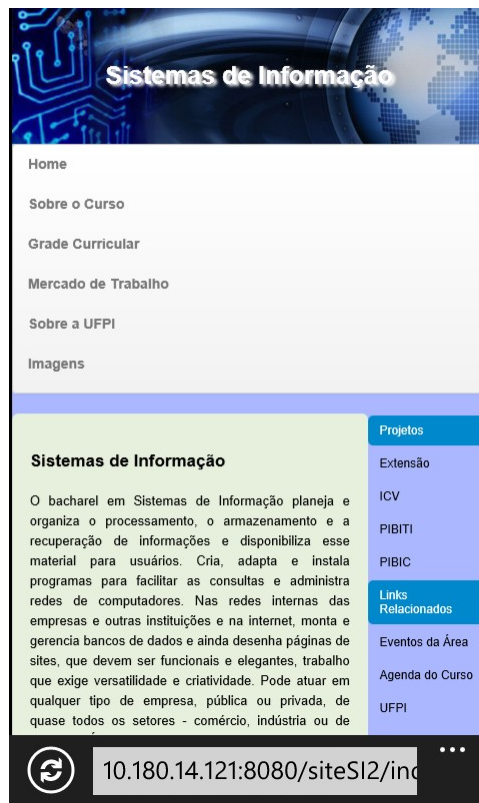 Sistemas de Informação
Home
Sobre o Curso
Grade Curricular
Mercado de Trabalho
Sobre a UFPI
Imagens
Sistemas de Informação
O bacharel em Sistemas de Informação planeja e
organiza o processamento, o armazenamento e a
recuperação de informações e disponibiliza esse
material para usuários. Cria, adapta e instala
programas para facilitar as consultas e administra
redes de computadores. Nas redes internas das
empresas e outras instituições e na internet, monta e
gerencia bancos de dados e ainda desenha páginas de
sites, que devem ser funcionais e elegantes, trabalho
que exige versatilidade e criatividade. Pode atuar em
qualquer tipo de empresa, pública ou privada, de
quase todos os setores - comércio, indústria ou de
Projetos
Extensão
ICV
PIBITI
PIBIC
Links
Relacionados
Eventos da Área
Agenda do Curso
UFPI
10.180.14.121:8080/siteSI2/inc